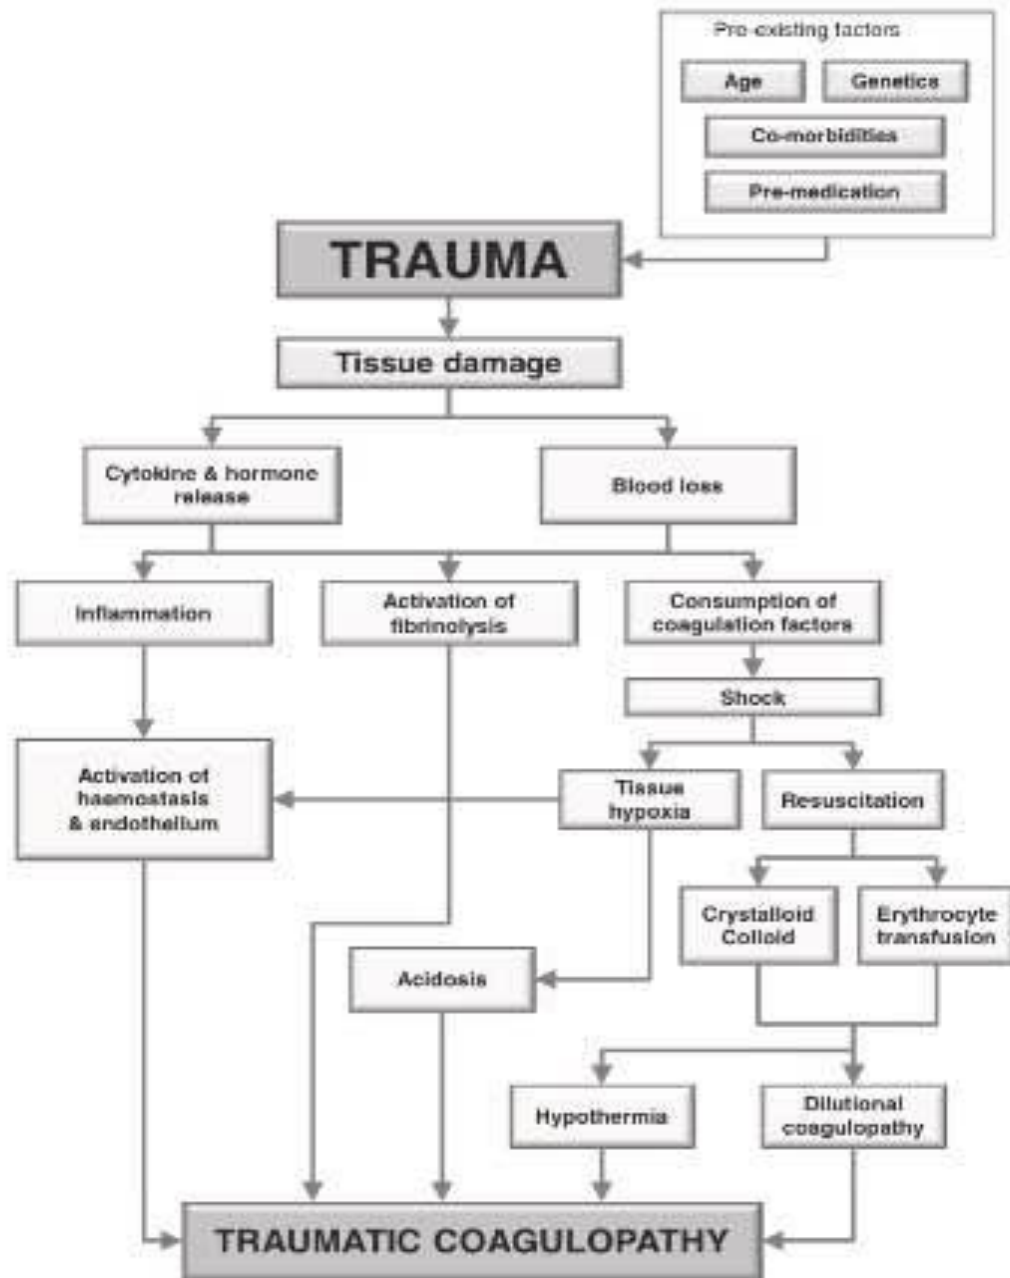 Pre-existing factors
Age
Genetics
Co-morbidities
Pre-medication
TRAUMA
Tissue damage
Cytokine & hormone
release
Blood loss
Inflammation
Activation of
fibrinolysis
Consumption of
coagulation factors
Shock
Activation of
haemostasis
& endothelium
Tissue
hypoxia
Resuscitation
Crystalloid
Colloid
Erythrocyte
transfusion
Acidosis
Hypothermia
Dilutional
coagulopathy
TRAUMATIC COAGULOPATHY